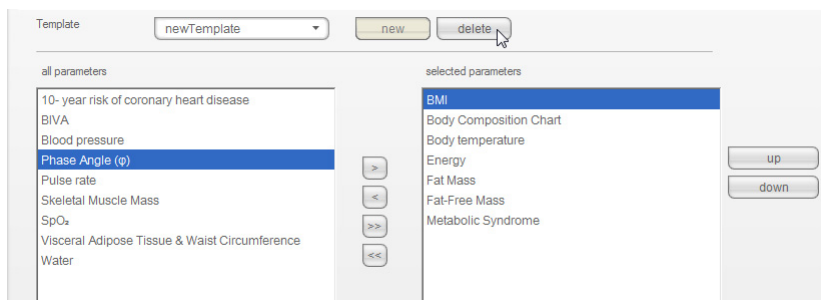 Template newTemplate new delete
all parameters selected parameters
10- year risk of coronary heart disease
BIVA
Blood pressure
Phase Angle (φ)
Pulse rate
Skeletal Muscle Mass
SpO₂
Visceral Adipose Tissue & Waist Circumference
Water
>
<
>>
<<
BMI
Body Composition Chart
Body temperature
Energy
Fat Mass
Fat-Free Mass
Metabolic Syndrome
up
down